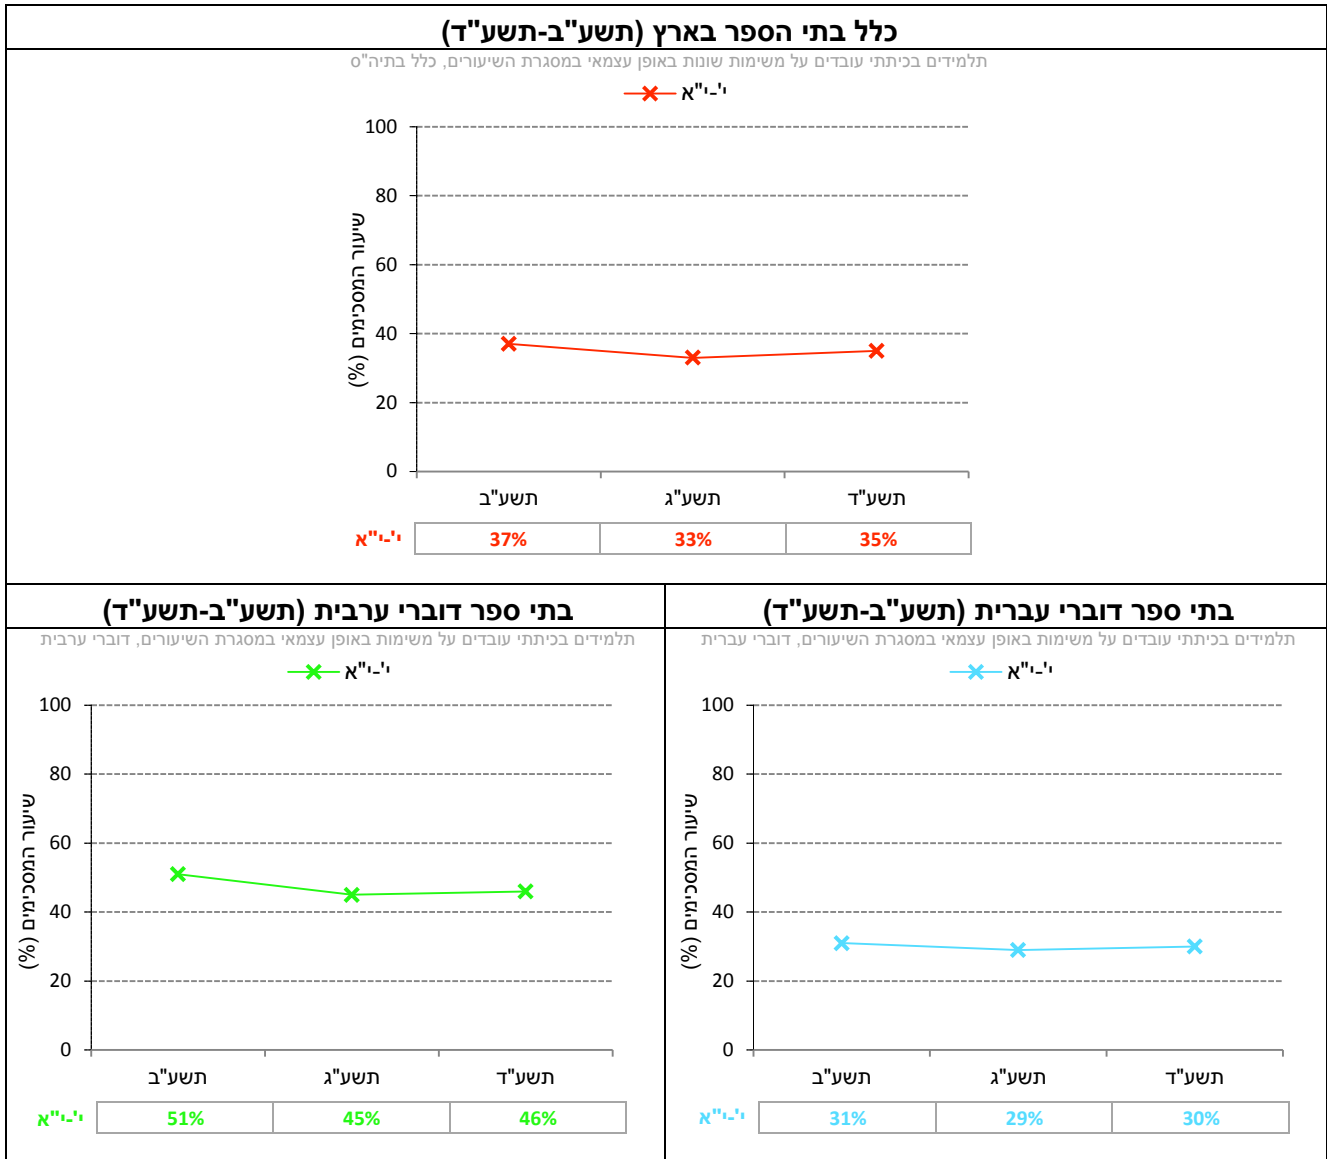 כלל בתי הספר בארץ (תשע"ב-תשע"ד)
תלמידים בכיתתי עובדים על משימות שונות באופן עצמאי במסגרת השיעורים, כלל בתיה"ס
י'-י"א
שיעור המסכימים (%)
100
80
60
40
20
0
תשע"ב תשע"ג תשע"ד
י'-י"א 37% 33% 35%
בתי ספר דוברי עברית (תשע"ב-תשע"ד)
תלמידים בכיתתי עובדים על משימות באופן עצמאי במסגרת השיעורים, דוברי עברית
י'-י"א
שיעור המסכימים (%)
100
80
60
40
20
0
תשע"ב תשע"ג תשע"ד
י'-י"א 31% 29% 30%
בתי ספר דוברי ערבית (תשע"ב-תשע"ד)
תלמידים בכיתתי עובדים על משימות באופן עצמאי במסגרת השיעורים, דוברי ערבית
י'-י"א
שיעור המסכימים (%)
100
80
60
40
20
0
תשע"ב תשע"ג תשע"ד
י'-י"א 51% 45% 46%